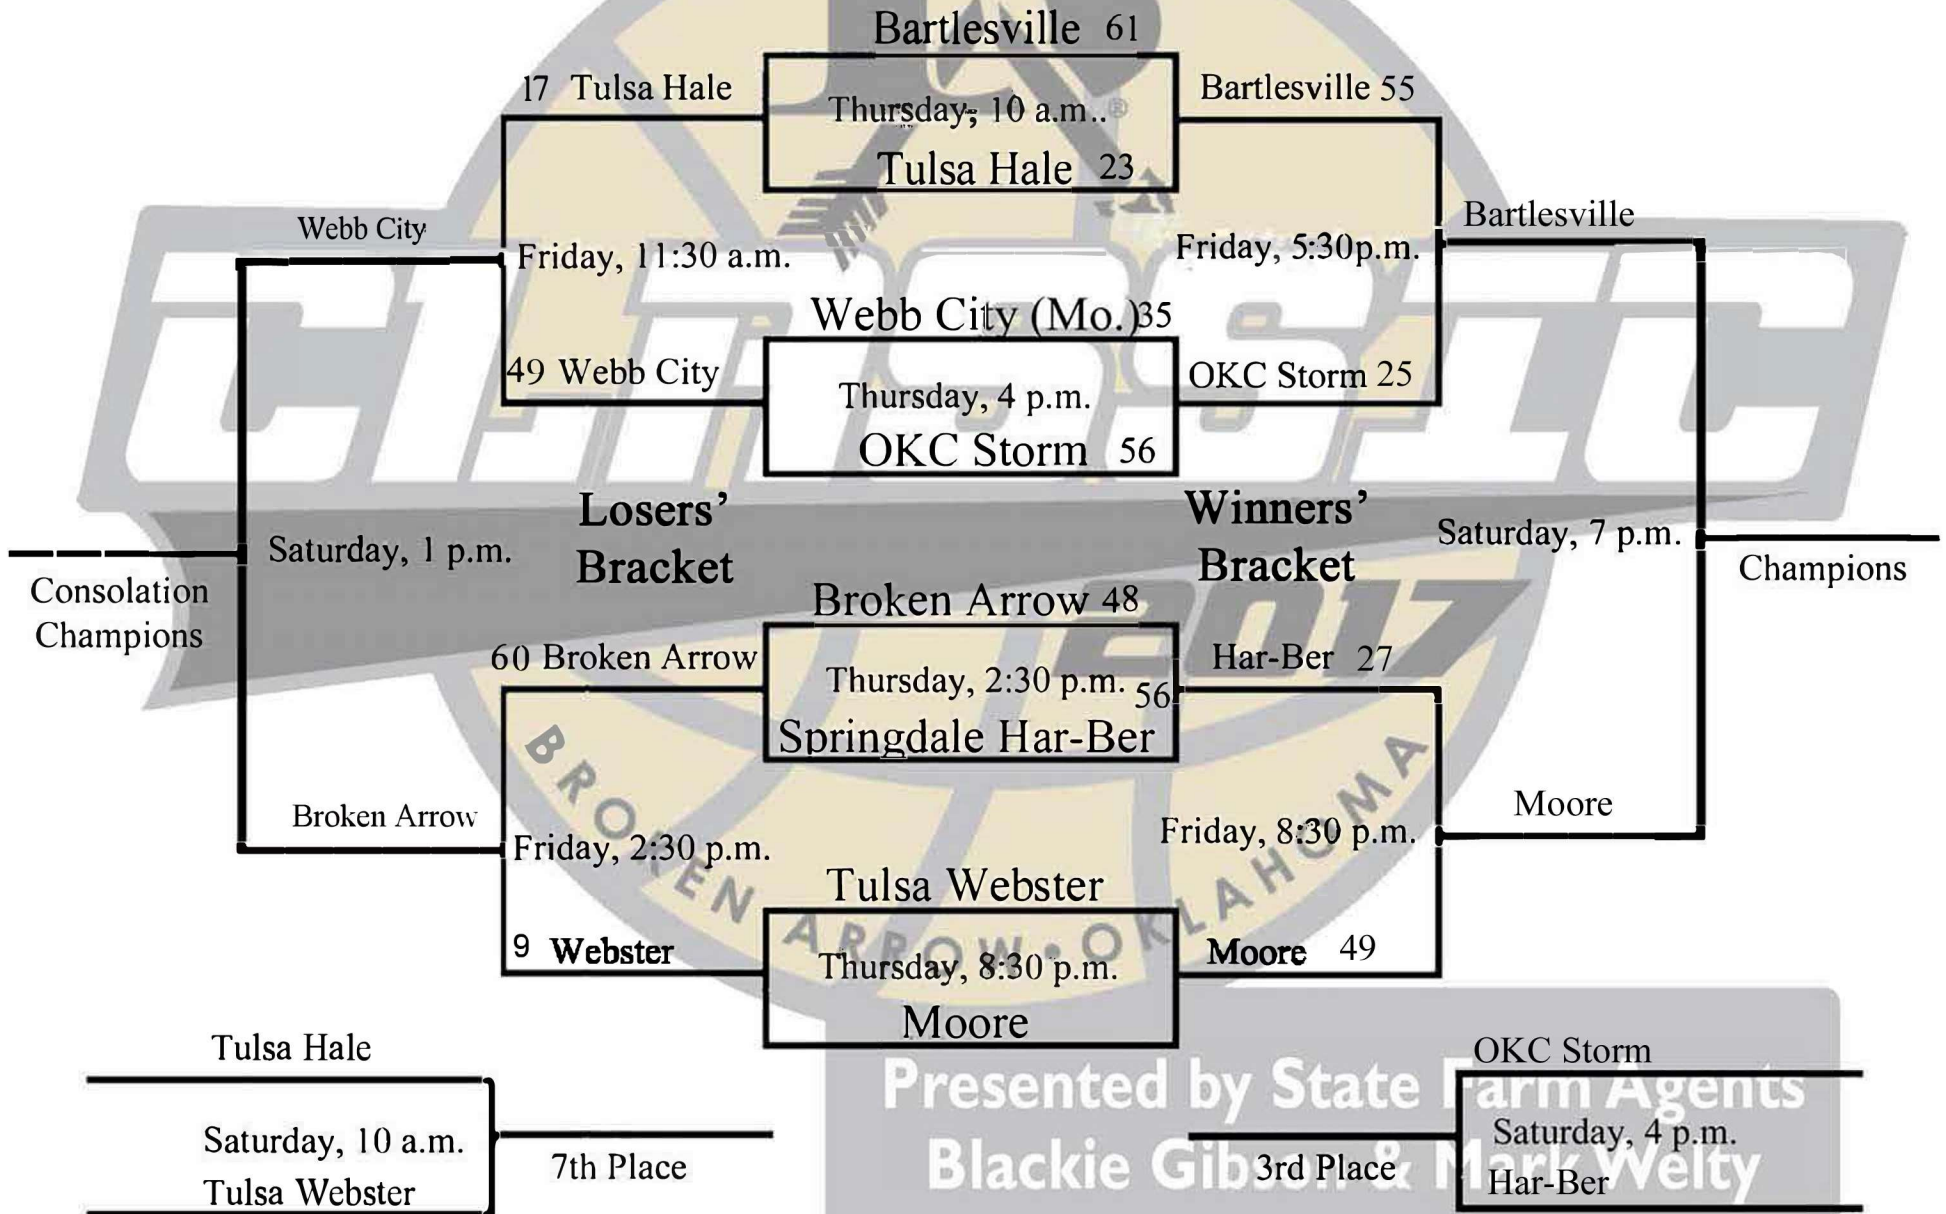 Bartlesville 61
17 Tulsa Hale
Thursday, 10 a.m..®
Bartlesville 55
Tulsa Hale 23
Webb City
Friday, 11:30 a.m.
Friday, 5:30p.m.
Bartlesville
Webb City (Mo.)35
49 Webb City
Thursday, 4 p.m.
OKC Storm 25
OKC Storm 56
CLASSIC
Losers'
Bracket
Winners'
Bracket
Saturday, 1 p.m.
Saturday, 7 p.m.
Consolation
Champions
Champions
Broken Arrow 48
2017
60 Broken Arrow
Thursday, 2:30 p.m. 56
Har-Ber 27
Springdale Har-Ber
Broken Arrow
Friday, 2:30 p.m.
Friday, 8:30 p.m.
Moore
Tulsa Webster
BROKEN ARROW • OKLAHOMA
9 Webster
Thursday, 8:30 p.m.
Moore 49
Moore
Tulsa Hale
Saturday, 10 a.m.
Tulsa Webster
7th Place
Presented by State Farm Agents
Blackie Gibson & Mark Welty
OKC Storm
Saturday, 4 p.m.
3rd Place
Har-Ber